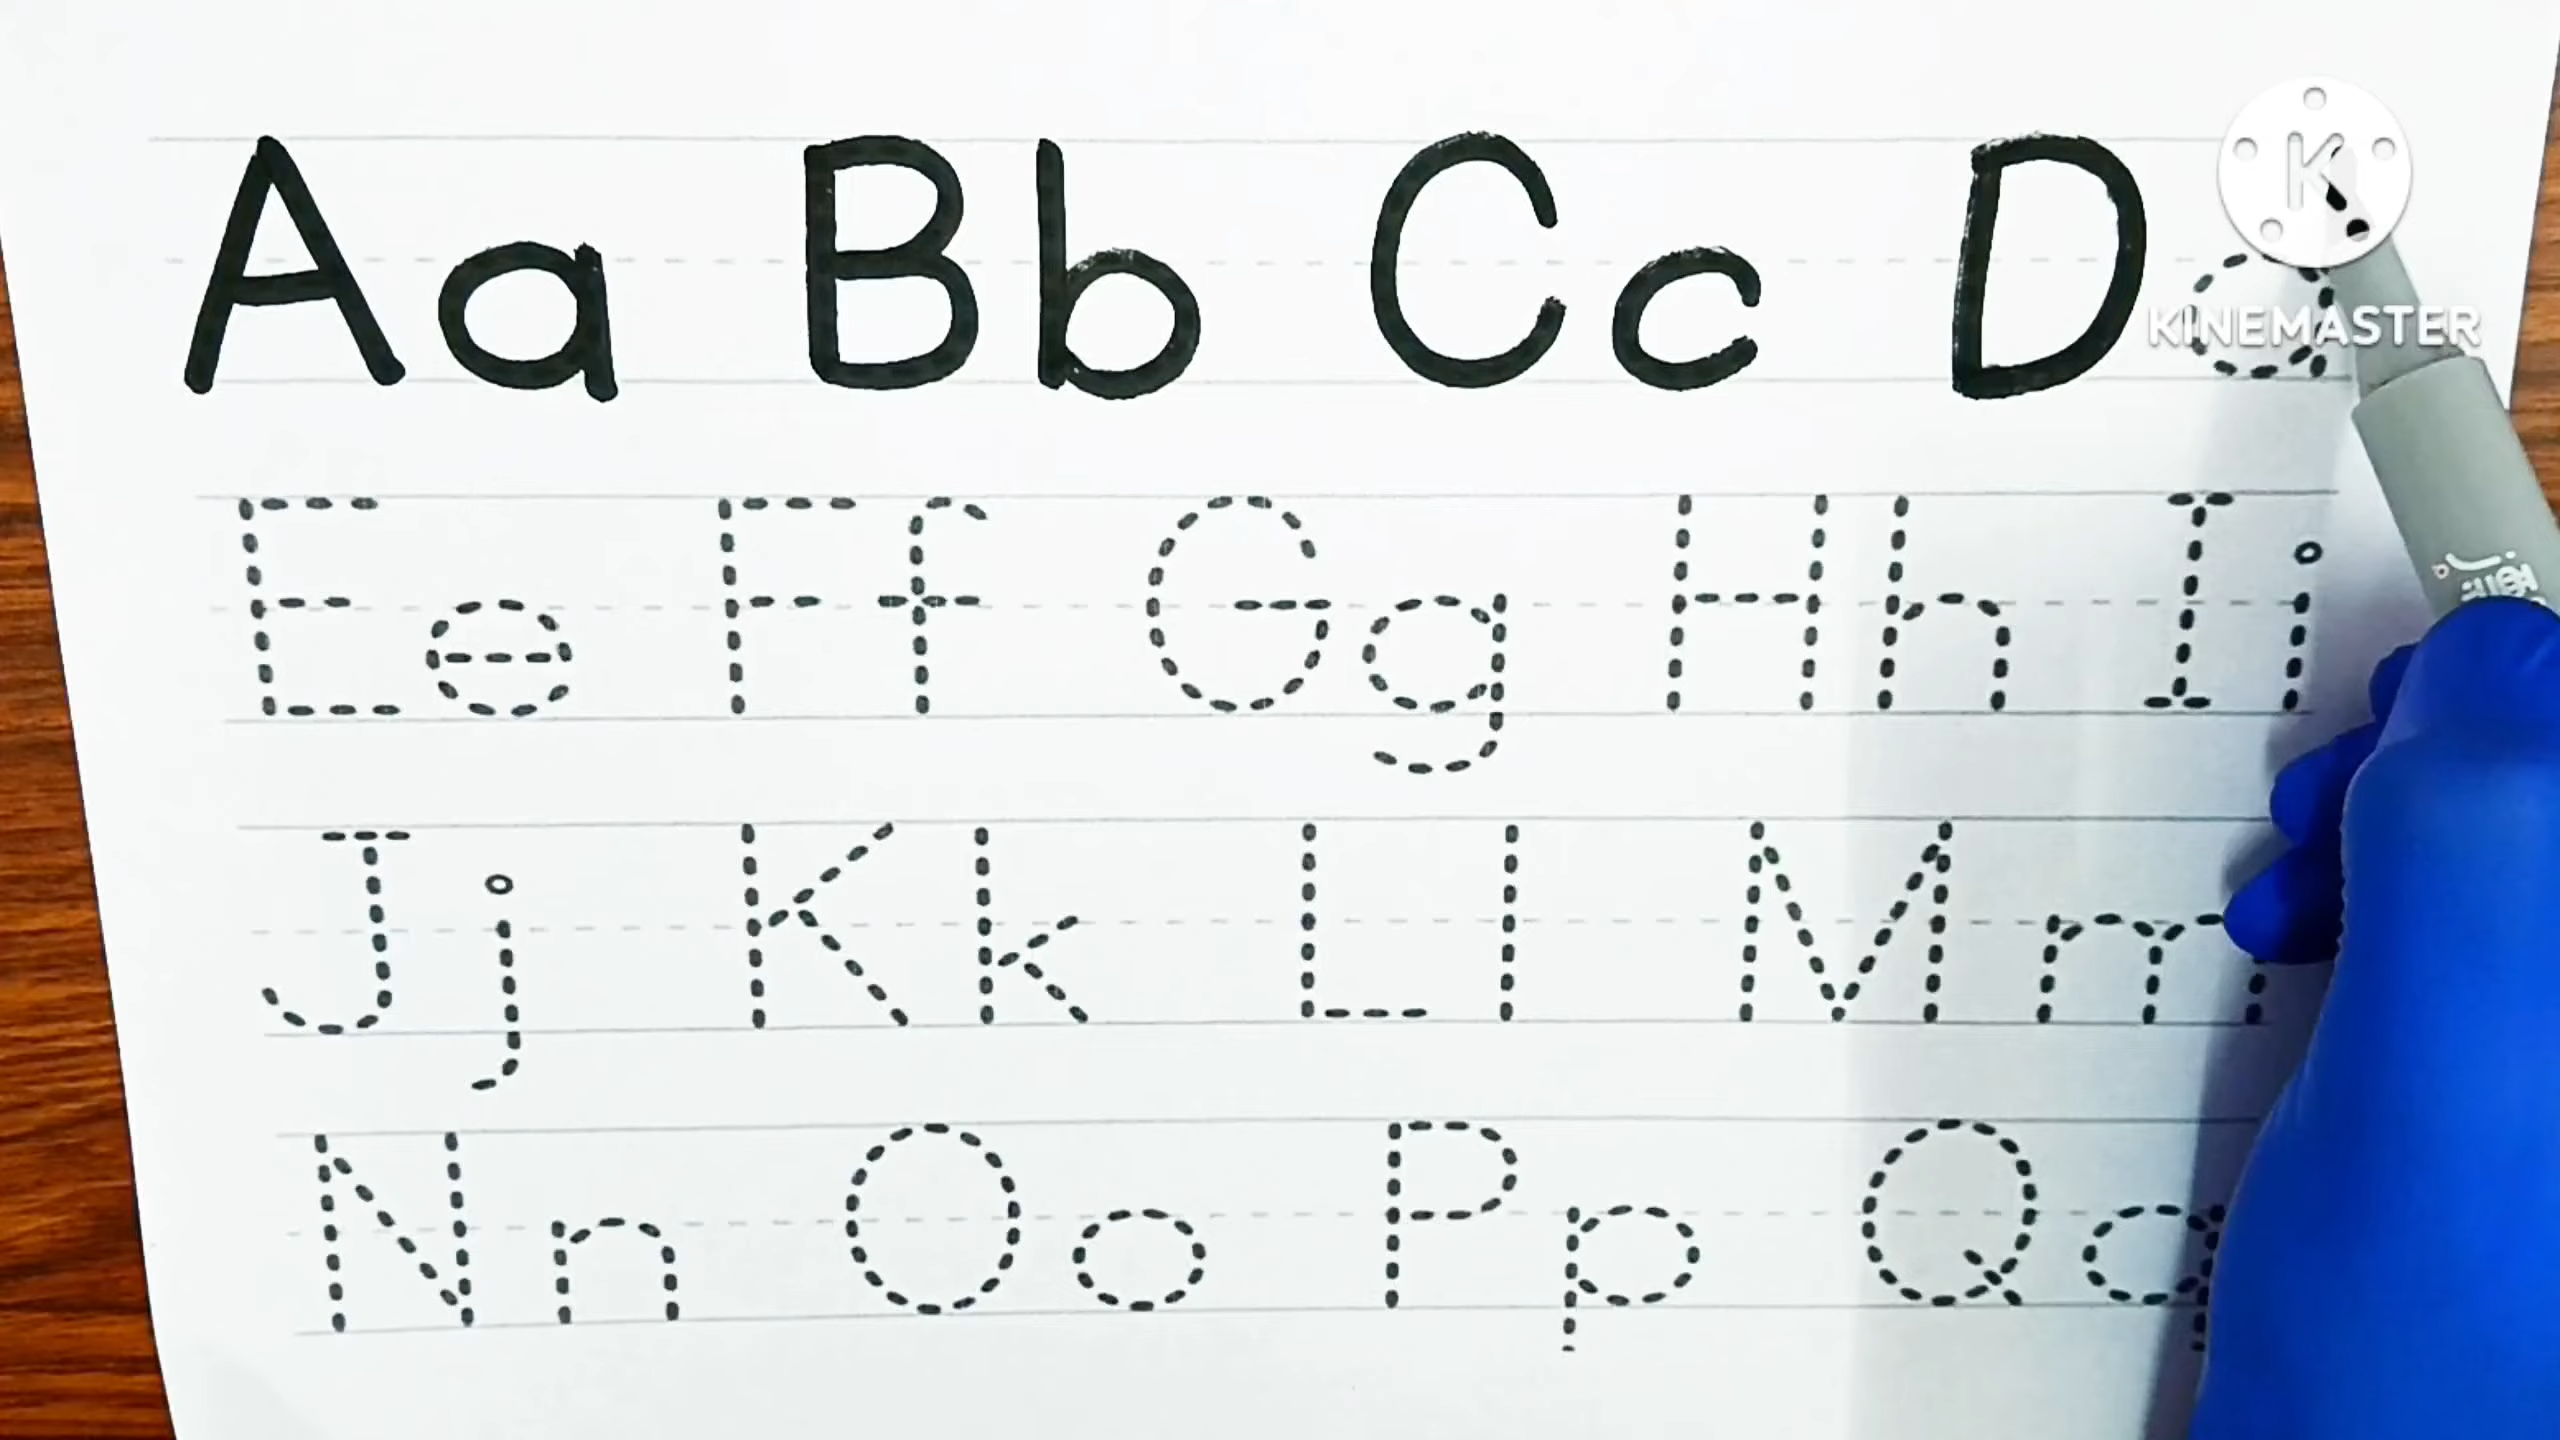 Aa Bb Cc Dd
K
KINEMASTER
Ee Ff Gg Hh Ii
Jj Kk Ll Mm
Nn Oo Pp Qq